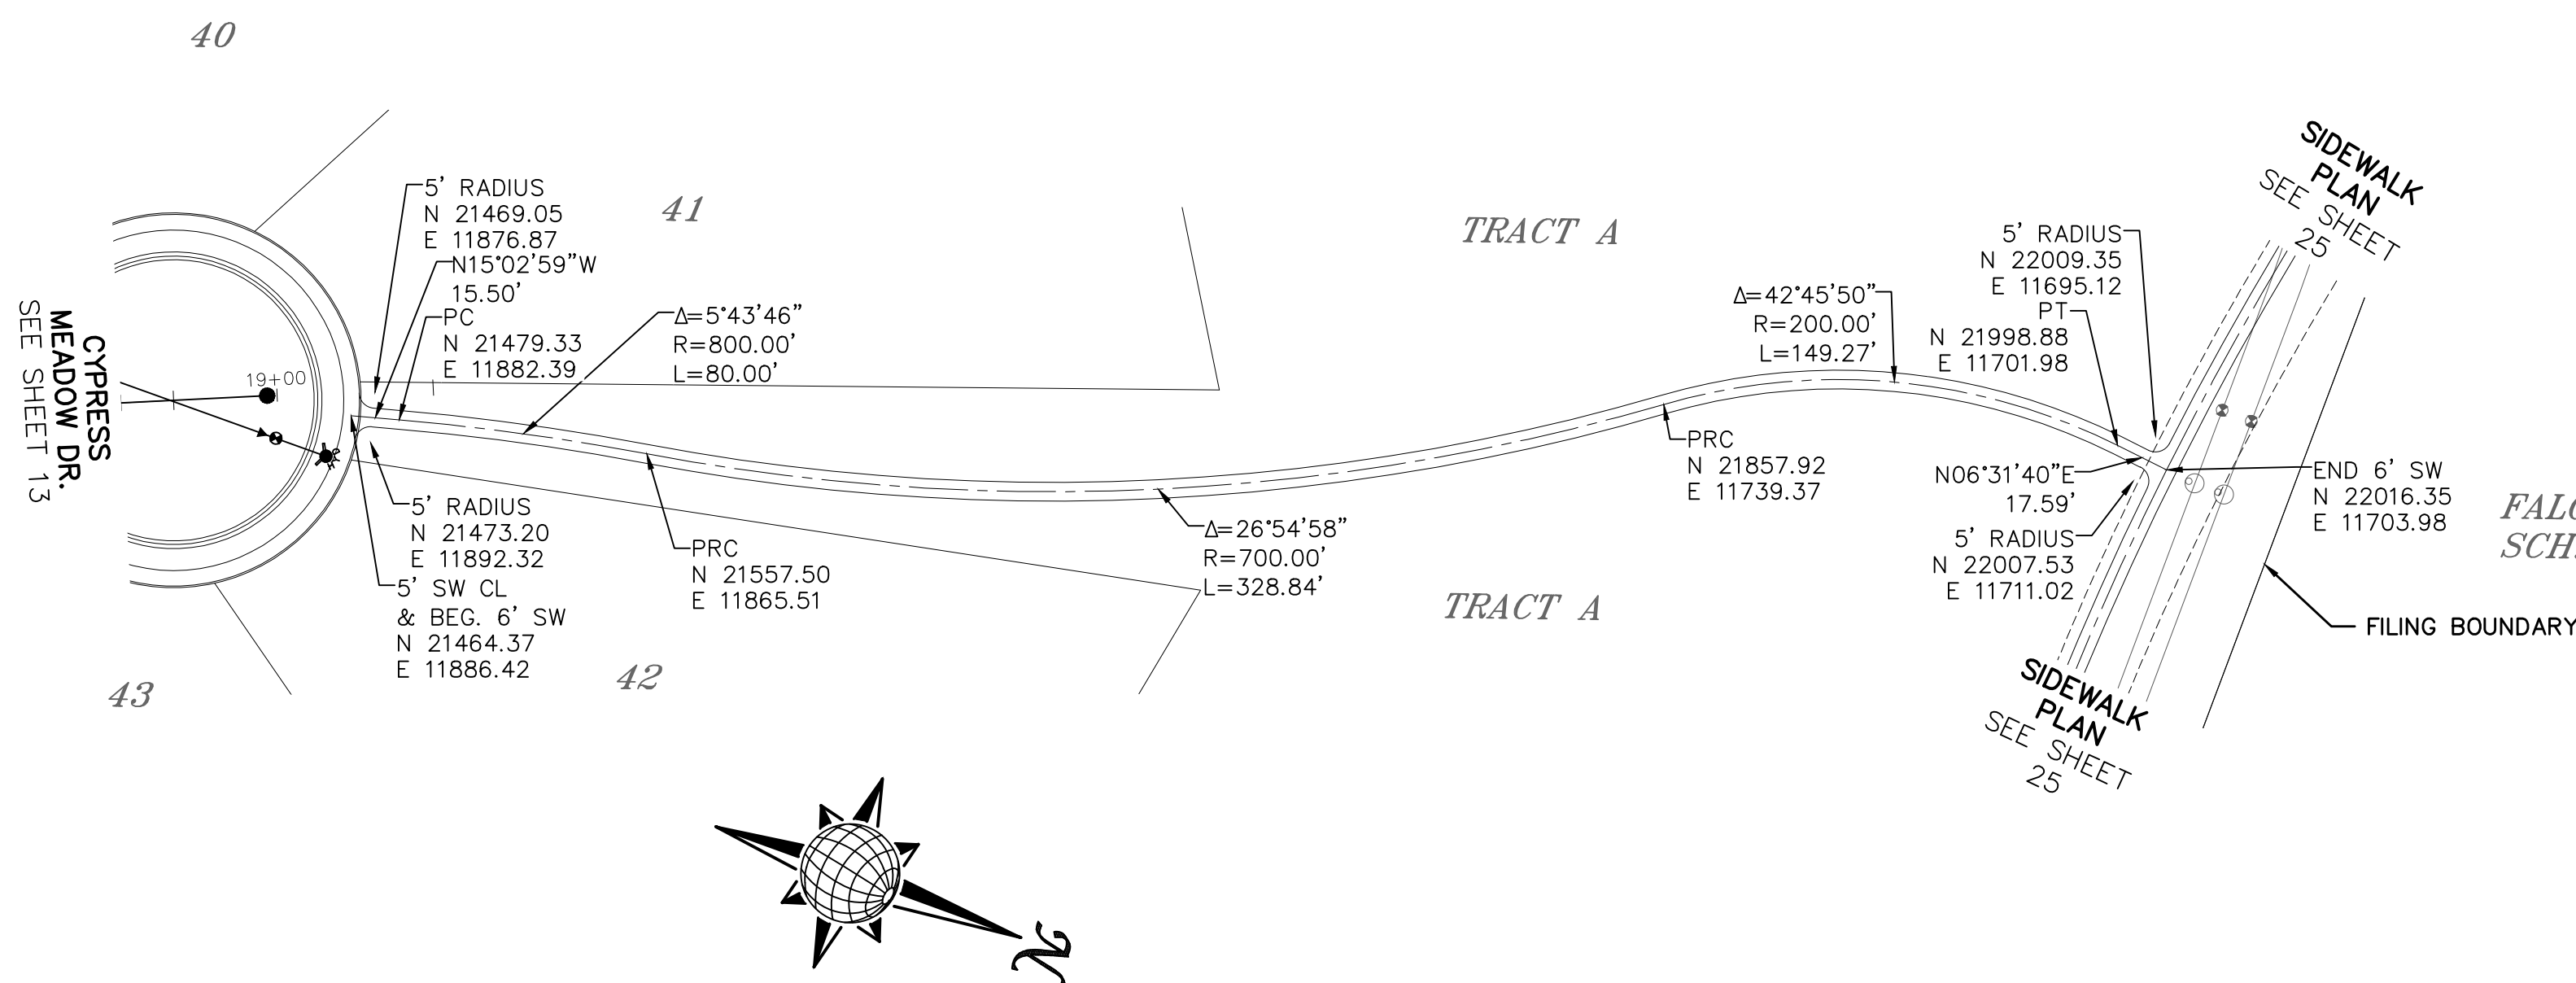 40
5' RADIUS
N 21469.05
E 11876.87
N15°02'59"W
15.50'
PC
N 21479.33
E 11882.39
41
Δ=5°43'46"
R=800.00'
L=80.00'
TRACT A
Δ=42°45'50"
R=200.00'
L=149.27'
5' RADIUS
N 22009.35
E 11695.12
PT
N 21998.88
E 11701.98
SIDEWALK
PLAN
SEE SHEET
25
CYPRESS
MEADOW DR.
SEE SHEET 13
19+00
5' RADIUS
N 21473.20
E 11892.32
5' SW CL
& BEG. 6' SW
N 21464.37
E 11886.42
PRC
N 21557.50
E 11865.51
Δ=26°54'58"
R=700.00'
L=328.84'
PRC
N 21857.92
E 11739.37
N06°31'40"E
17.59'
5' RADIUS
N 22007.53
E 11711.02
END 6' SW
N 22016.35
E 11703.98
FILING BOUNDARY
TRACT A
43
42
SIDEWALK
PLAN
SEE SHEET
25
N